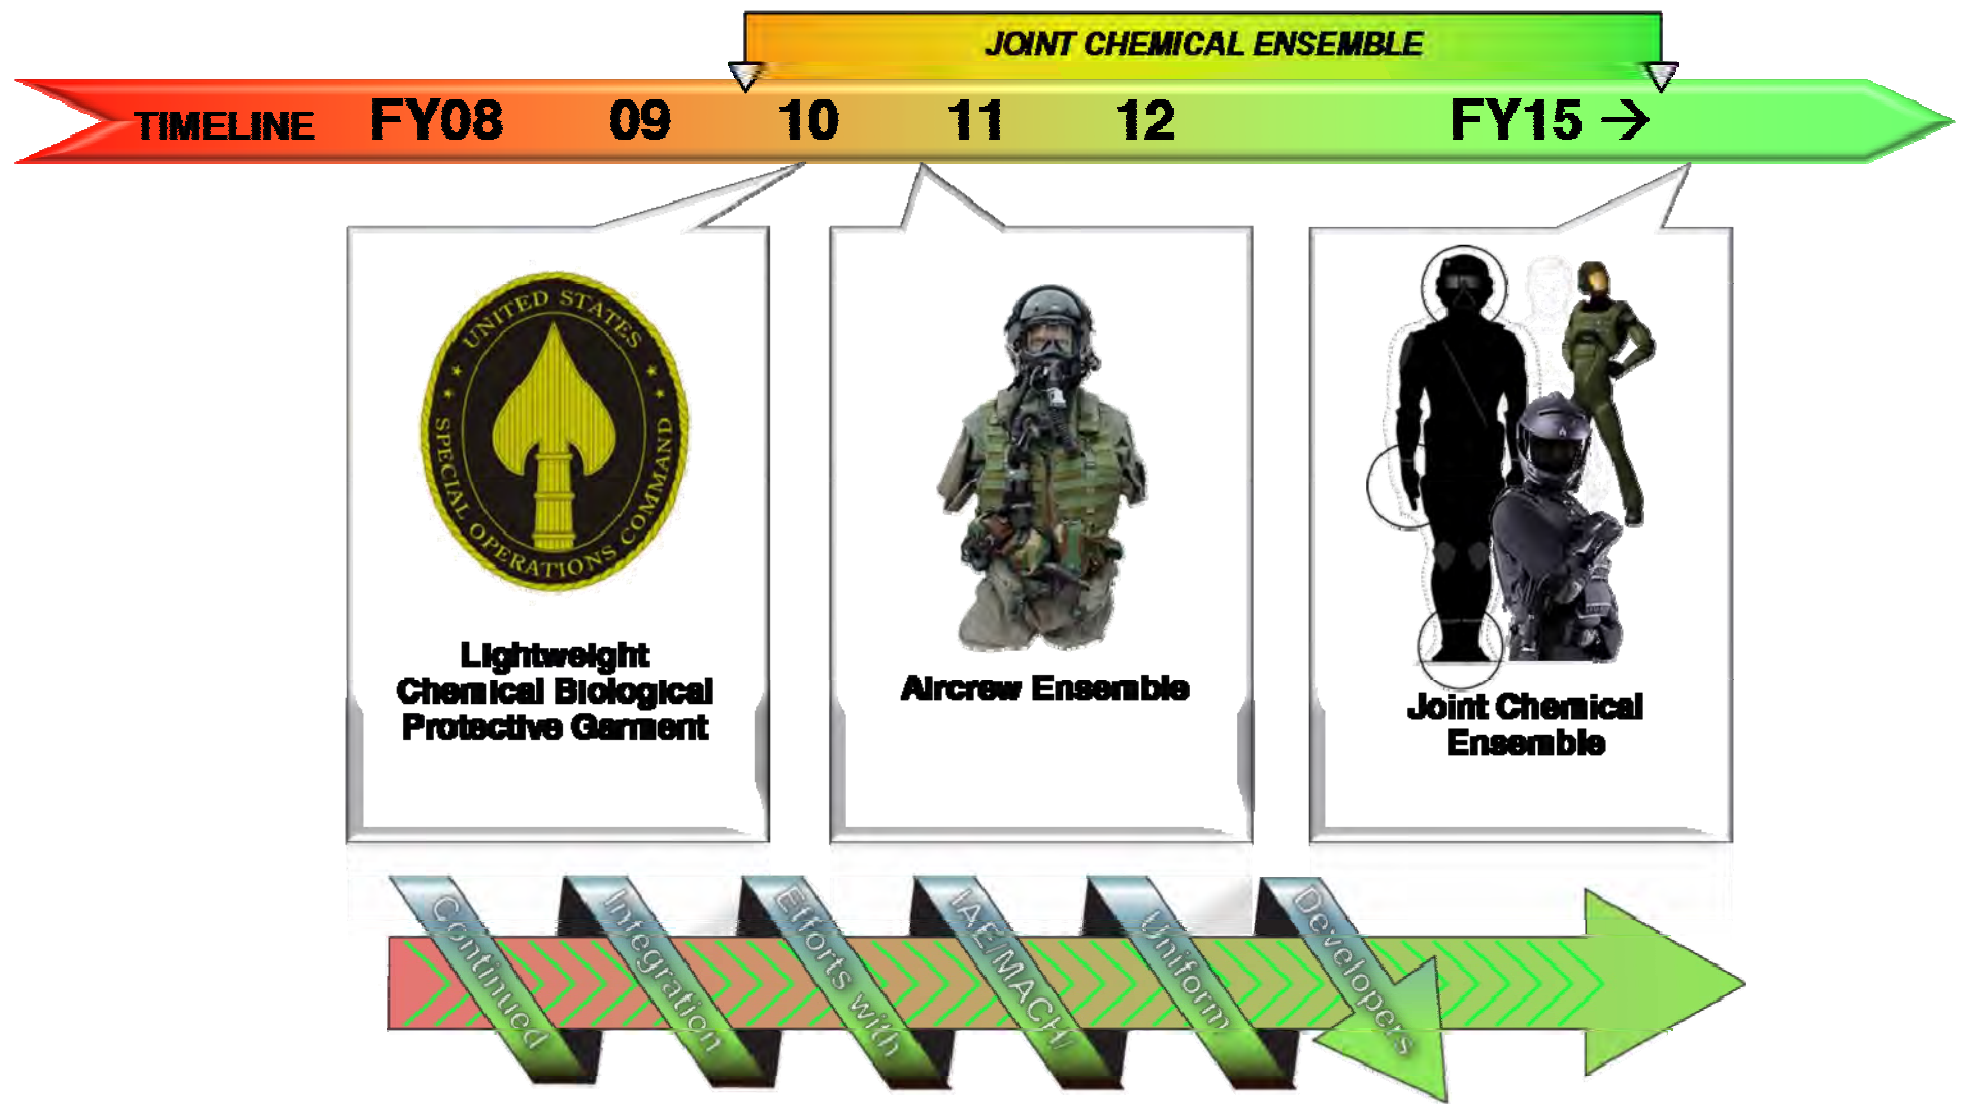 JOINT CHEMICAL ENSEMBLE
TIMELINE FY08 09 10 11 12 FY15 →
UNITED STATES
SPECIAL OPERATIONS COMMAND
Lightweight
Chemical Biological
Protective Garment
Aircrew Ensemble
Joint Chemical
Ensemble
Continued
Integration
Efforts with
IAE/MACH/
Uniform
Developers